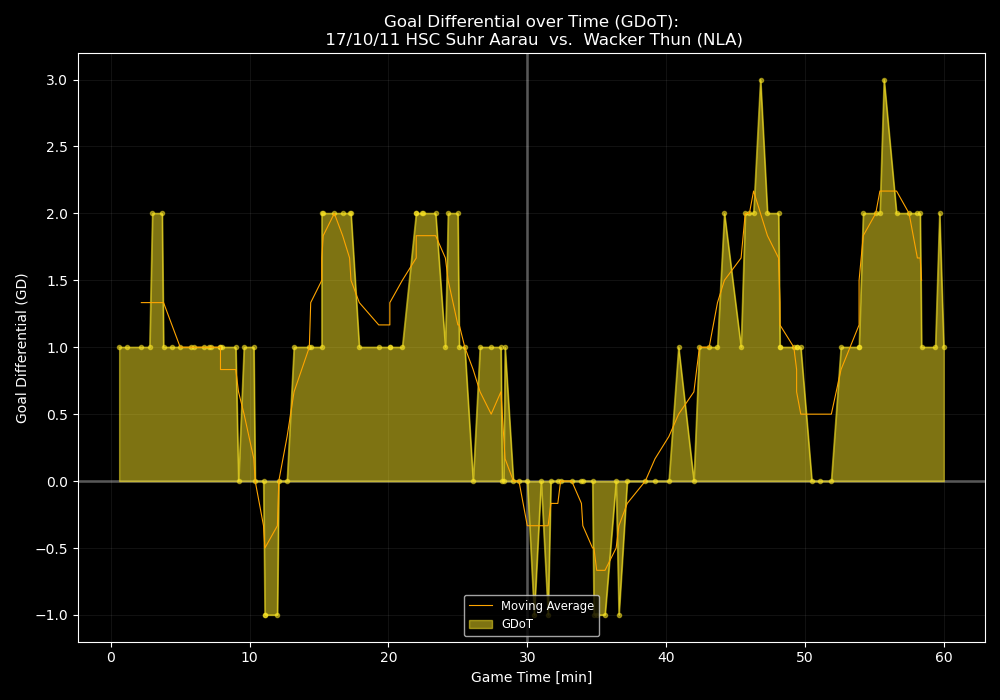 Goal Differential over Time (GDoT):
17/10/11 HSC Suhr Aarau  vs.  Wacker Thun (NLA)
Goal Differential (GD)
3.0
2.5
2.0
1.5
1.0
0.5
0.0
−0.5
−1.0
0
10
20
30
40
50
60
Game Time [min]
Moving Average
GDoT